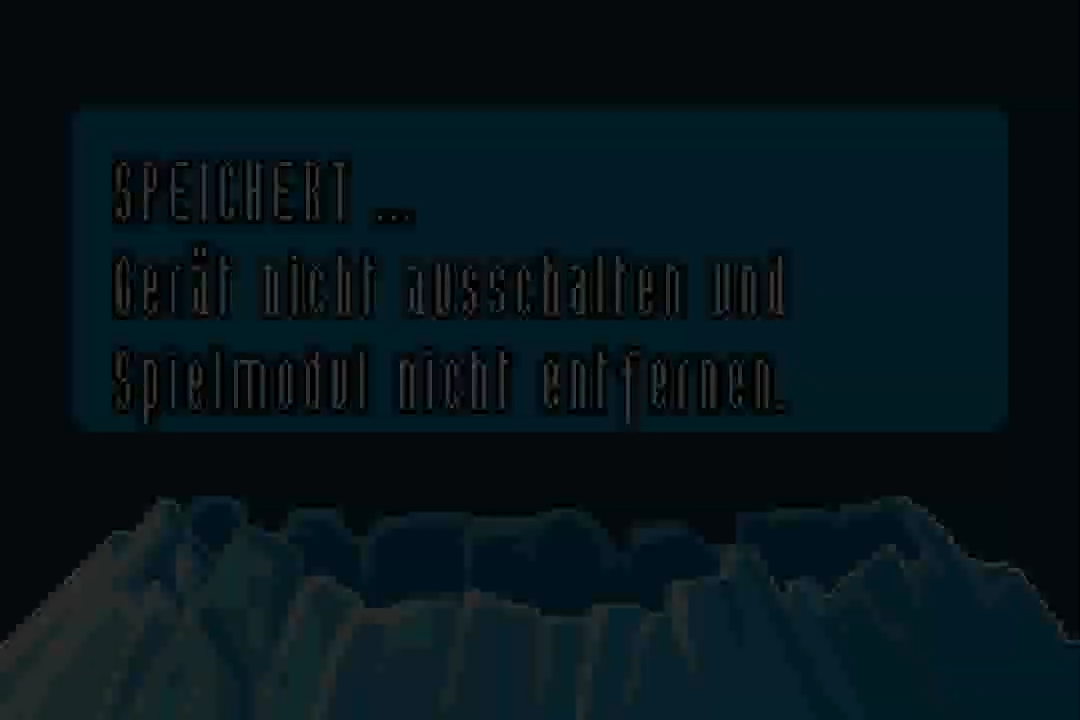 SPEICHERT ...
Gerät nicht ausschalten und
Spielmodul nicht entfernen.